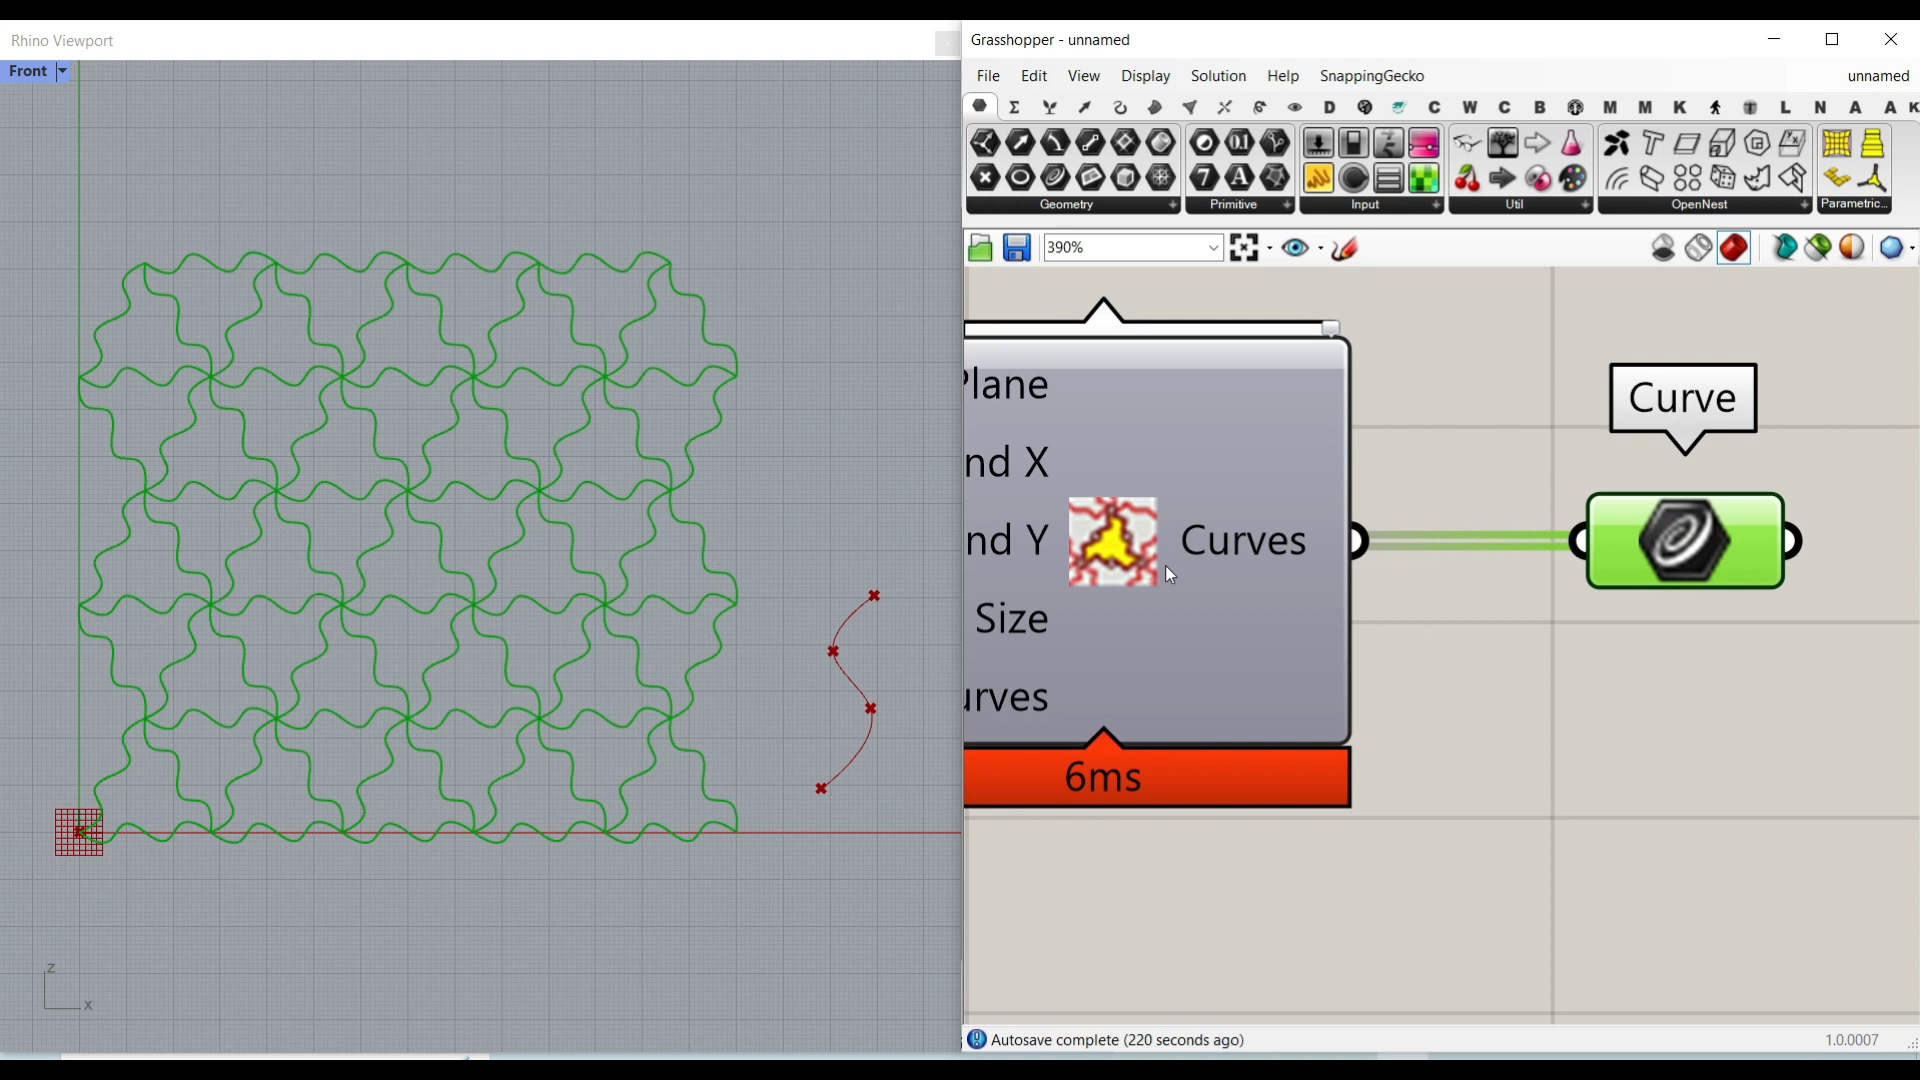 Rhino Viewport
Front
z
x
Grasshopper - unnamed
File Edit View Display Solution Help SnappingGecko unnamed
D C W C B M M K L N A A K
Geometry Primitive Input Util OpenNest Parametric...
390%
Plane
nd X
nd Y
Size
urves
Curves
6ms
Curve
Autosave complete (220 seconds ago)
1.0.0007